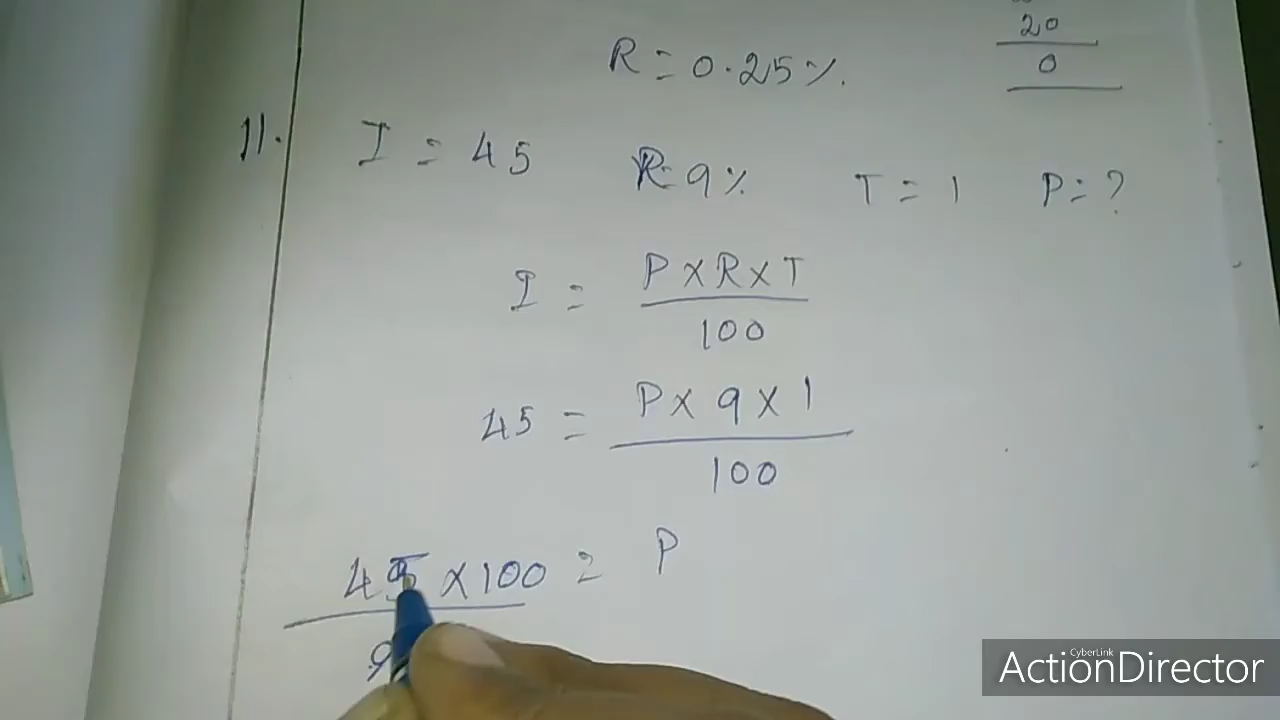 20
R = 0.25%.
0
11. I = 45 R = 9% T = 1 P = ?
I = P X R X T
100
45 = P X 9 X 1
100
45 X 100 = P
9
CyberLink
ActionDirector